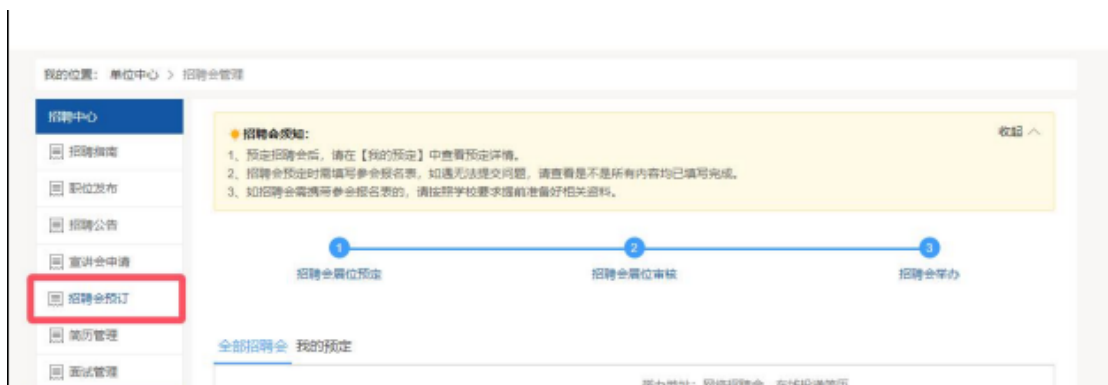 我的位置： 单位中心 > 招聘会管理
招聘中心
招聘指南
职位发布
招聘公告
宣讲会申请
招聘会预订
简历管理
面试管理
招聘会须知：
收起
1、预定招聘会后，请在【我的预定】中查看预定详情。
2、招聘会预定时需填写参会报名表，如遇无法提交问题，请查看是不是所有内容均已填写完成。
3、如招聘会需携带参会报名表的，请按照学校要求提前准备好相关资料。
1
2
3
招聘会展位预定
招聘会展位审核
招聘会举办
全部招聘会 我的预定